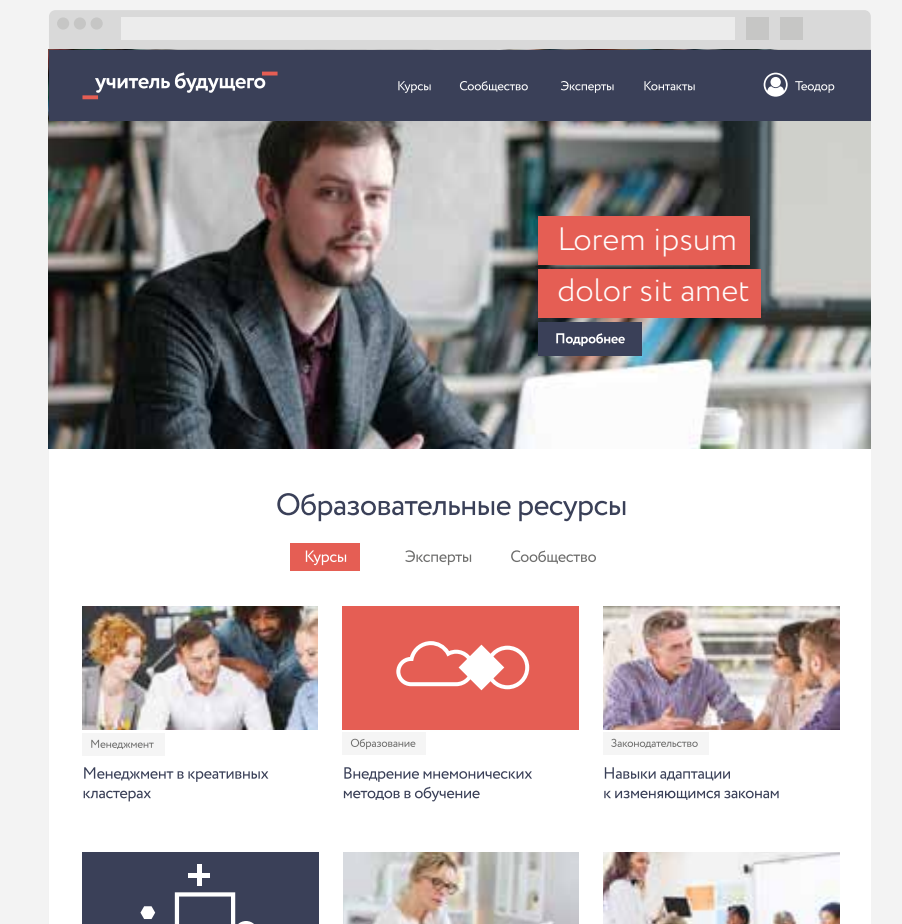 учитель будущего
Курсы Сообщество Эксперты Контакты Теодор
Lorem ipsum
dolor sit amet
Подробнее
Образовательные ресурсы
Курсы Эксперты Сообщество
Менеджмент
Менеджмент в креативных
кластерах
Образование
Внедрение мнемонических
методов в обучение
Законодательство
Навыки адаптации
к изменяющимся законам